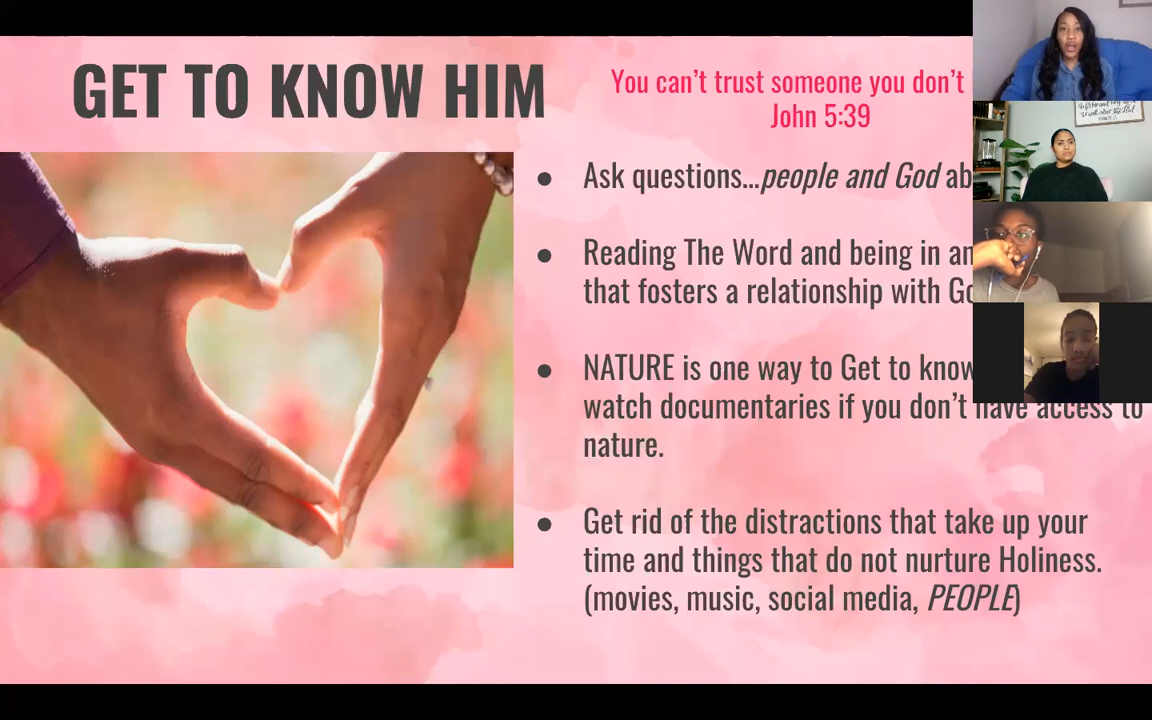 GET TO KNOW HIM
You can't trust someone you don't
John 5:39
● Ask questions...people and God ab
● Reading The Word and being in an
that fosters a relationship with Go
● NATURE is one way to Get to know
watch documentaries if you don't have access to
nature.
● Get rid of the distractions that take up your
time and things that do not nurture Holiness.
(movies, music, social media, PEOPLE)